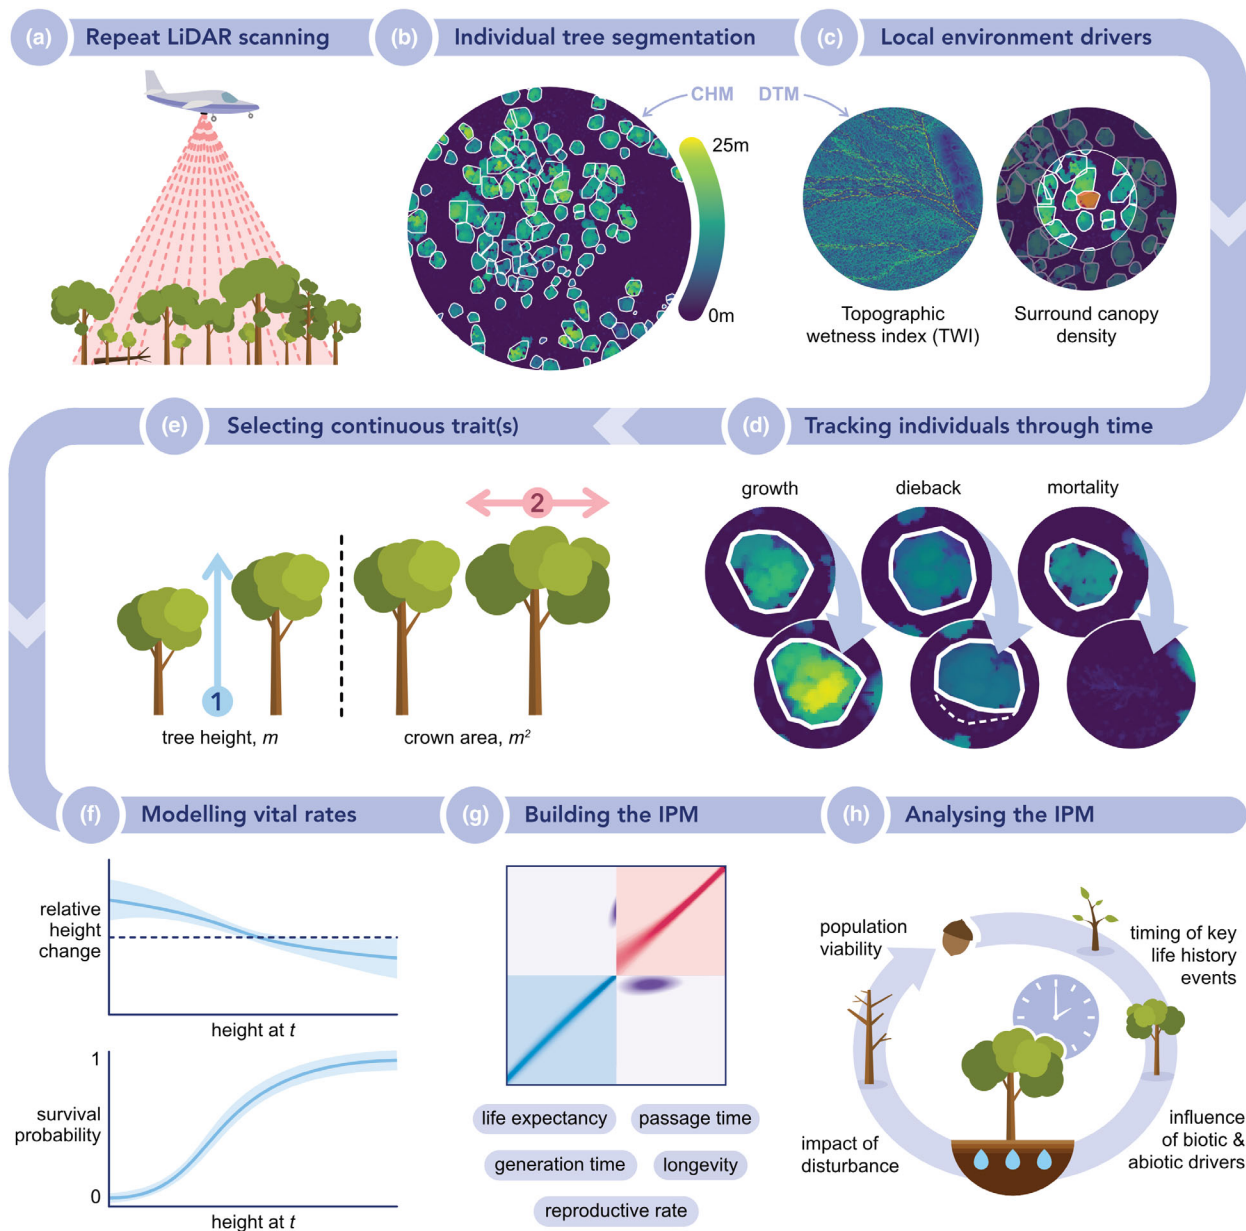 (a) Repeat LiDAR scanning
(b) Individual tree segmentation
(c) Local environment drivers
CHM DTM
25m
0m
Topographic
wetness index (TWI)
Surround canopy
density
(e) Selecting continuous trait(s)
(d) Tracking individuals through time
growth
dieback
mortality
2
1
tree height, m
crown area, m²
(f) Modelling vital rates
(g) Building the IPM
(h) Analysing the IPM
relative
height
change
height at t
1
survival
probability
0
height at t
life expectancy
passage time
generation time
longevity
reproductive rate
population
viability
timing of key
life history
events
impact of
disturbance
influence
of biotic &
abiotic drivers